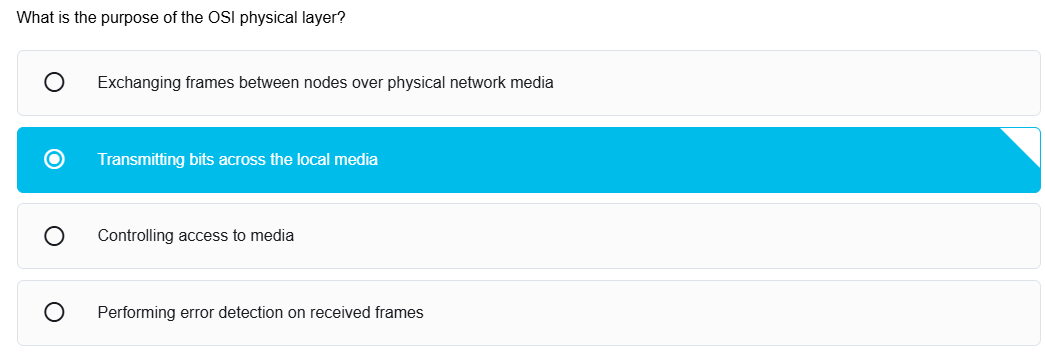 What is the purpose of the OSI physical layer?
Exchanging frames between nodes over physical network media
Transmitting bits across the local media
Controlling access to media
Performing error detection on received frames